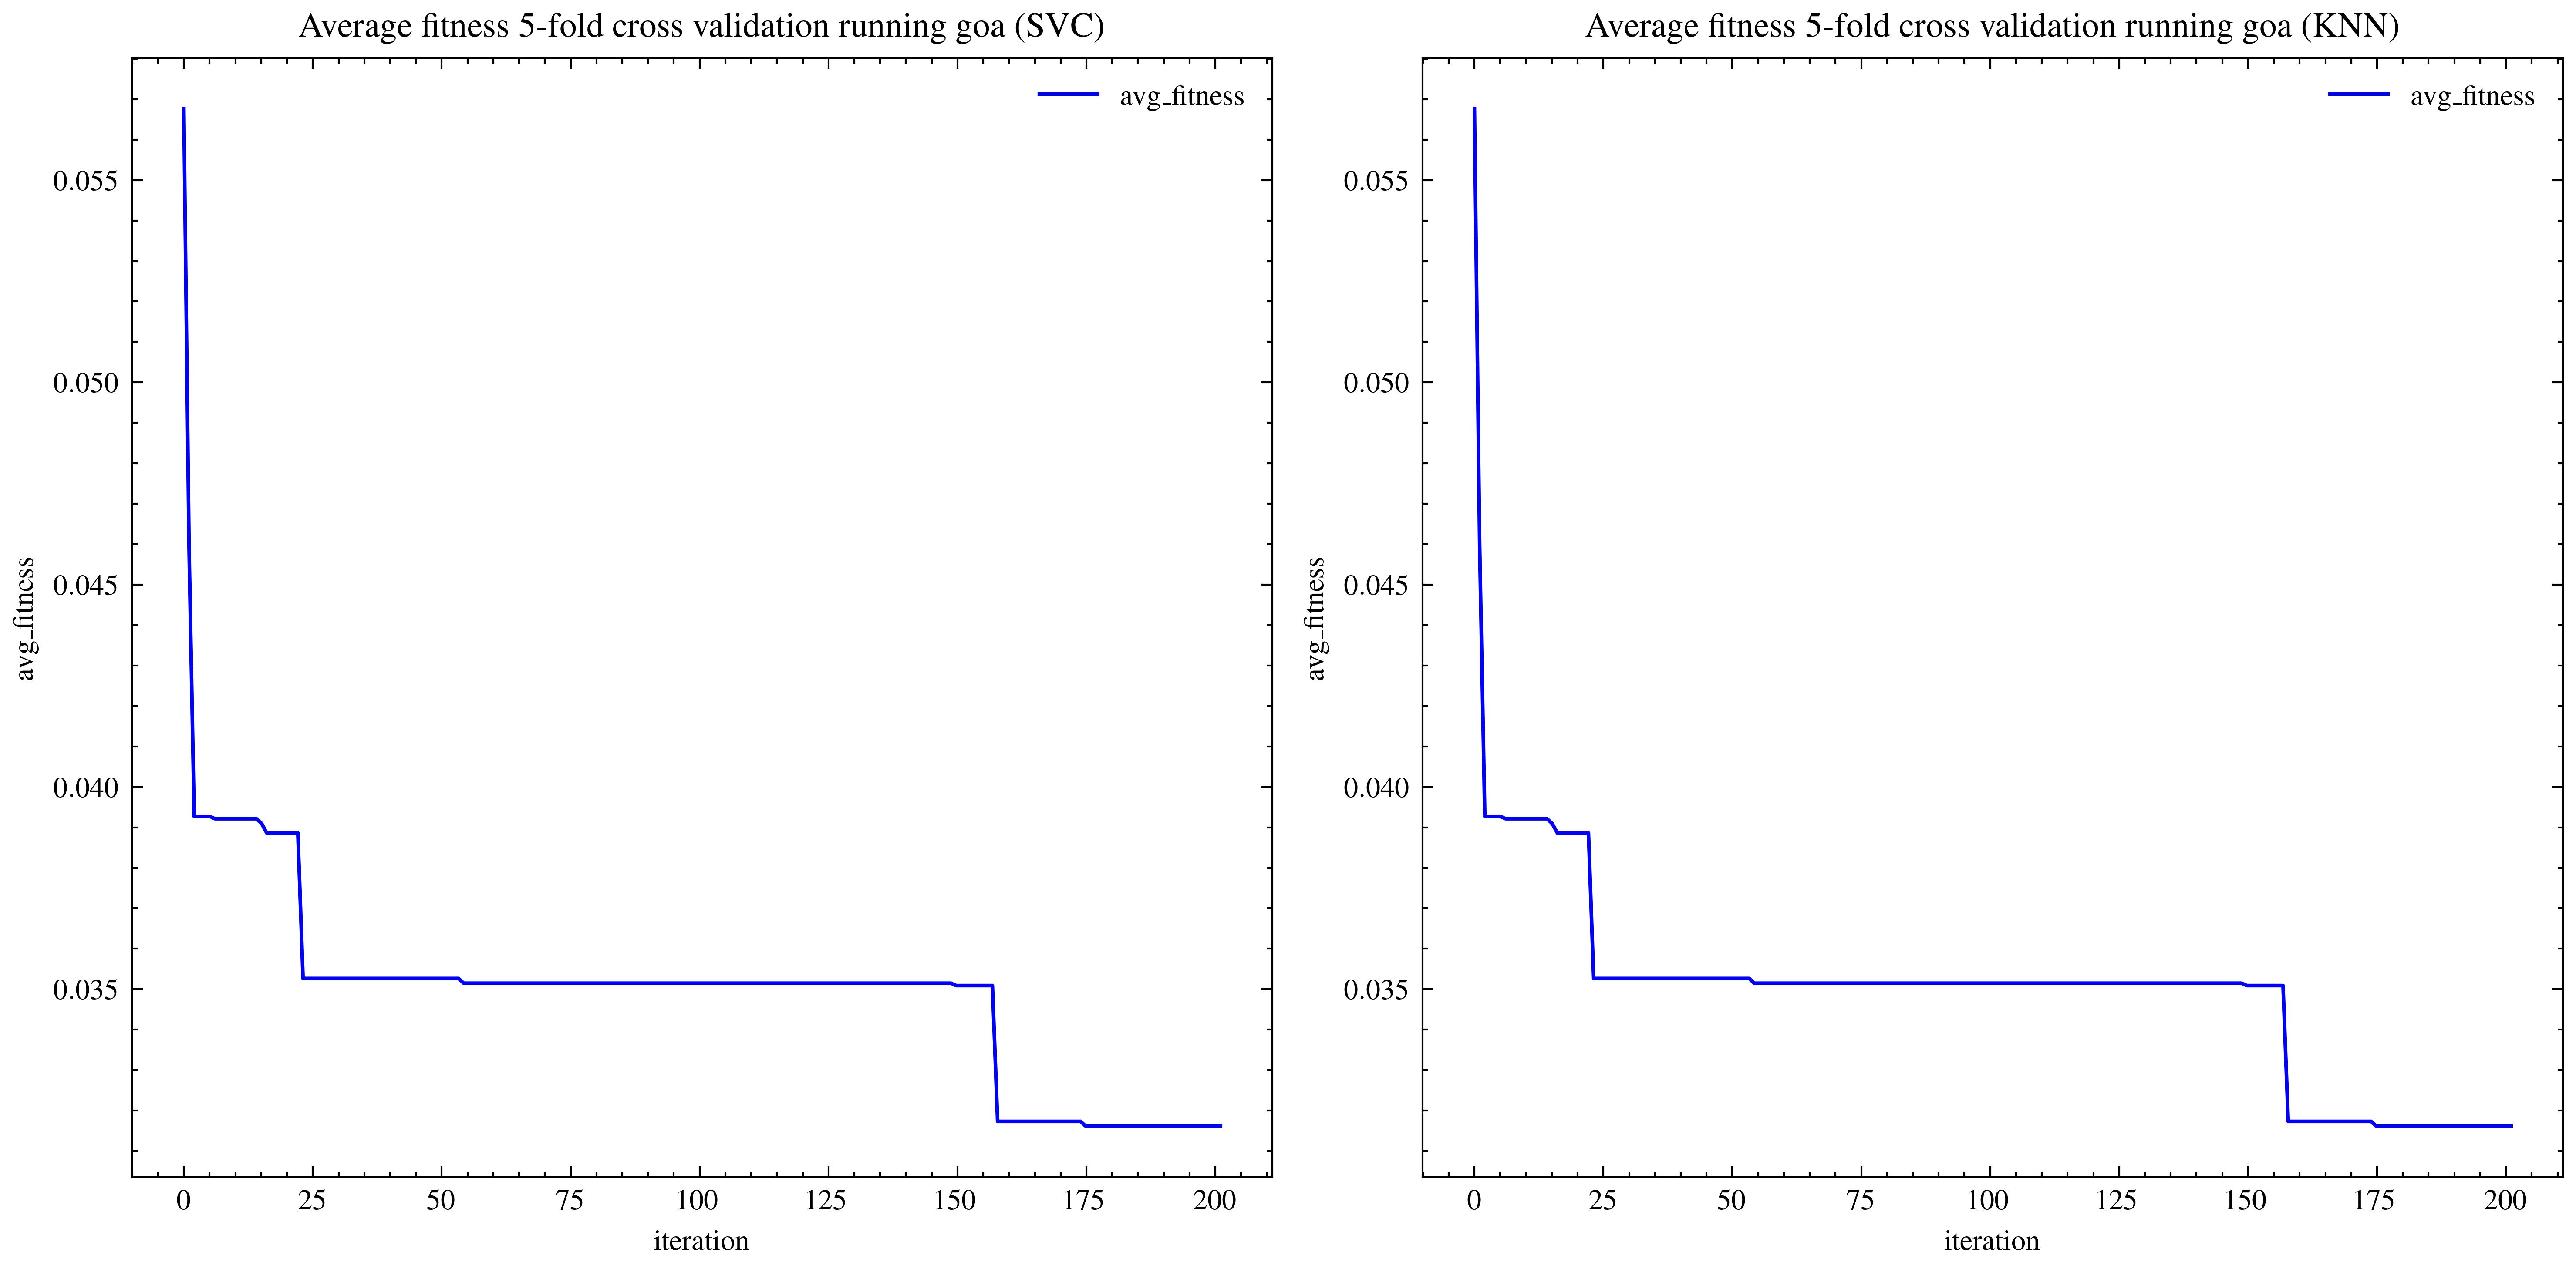 Average fitness 5-fold cross validation running goa (SVC)
avg_fitness
0.055
0.050
0.045
0.040
0.035
avg_fitness
0 25 50 75 100 125 150 175 200
iteration
Average fitness 5-fold cross validation running goa (KNN)
avg_fitness
0.055
0.050
0.045
0.040
0.035
avg_fitness
0 25 50 75 100 125 150 175 200
iteration